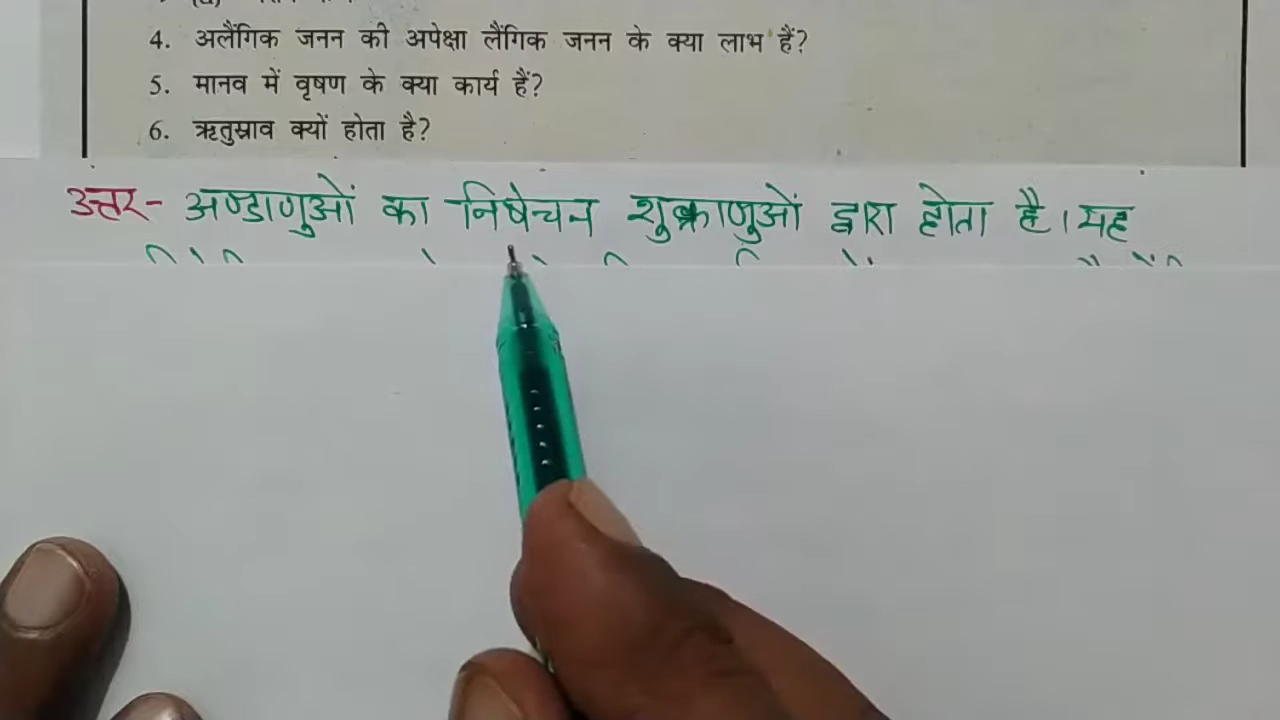 4. अलैंगिक जनन की अपेक्षा लैंगिक जनन के क्या लाभ हैं?
5. मानव में वृषण के क्या कार्य हैं?
6. ऋतुस्राव क्यों होता है?
उत्तर- अण्डाणुओं का निषेचन शुक्राणुओं द्वारा होता है। यह